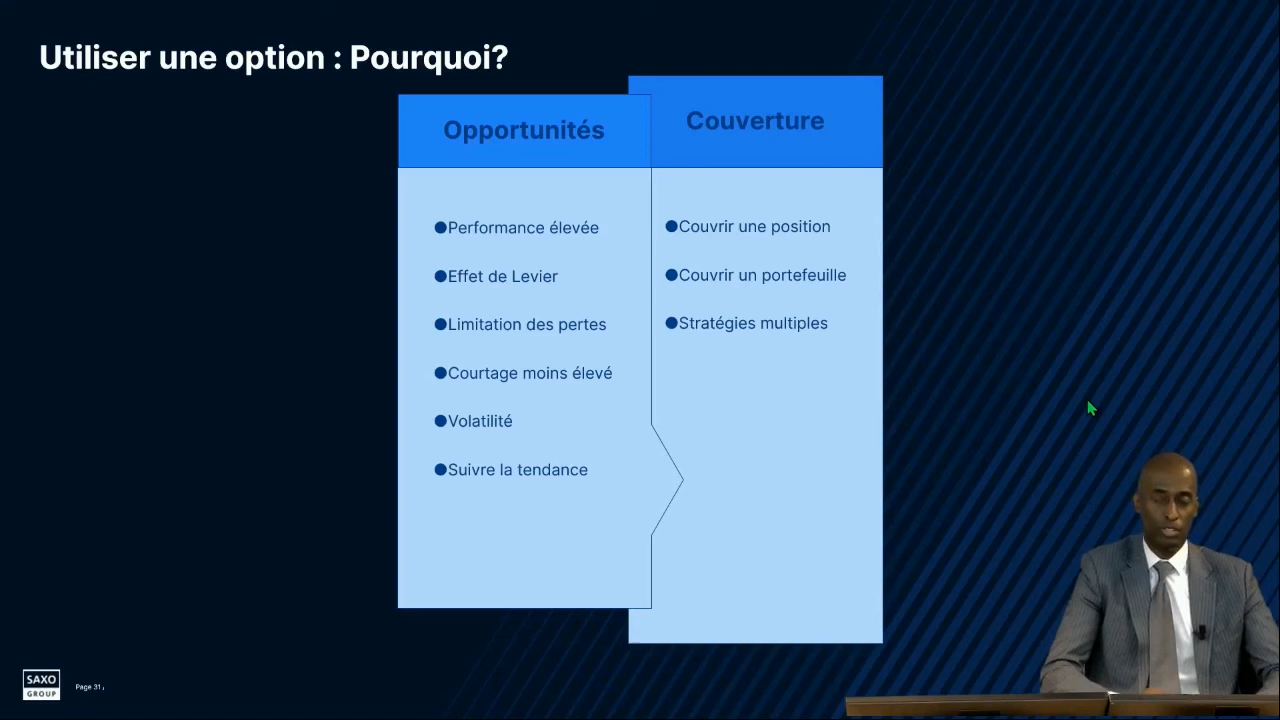 Utiliser une option : Pourquoi?
Opportunités
●Performance élevée
●Effet de Levier
●Limitation des pertes
●Courtage moins élevé
●Volatilité
●Suivre la tendance
Couverture
●Couvrir une position
●Couvrir un portefeuille
●Stratégies multiples
SAXO
GROUP
Page 31